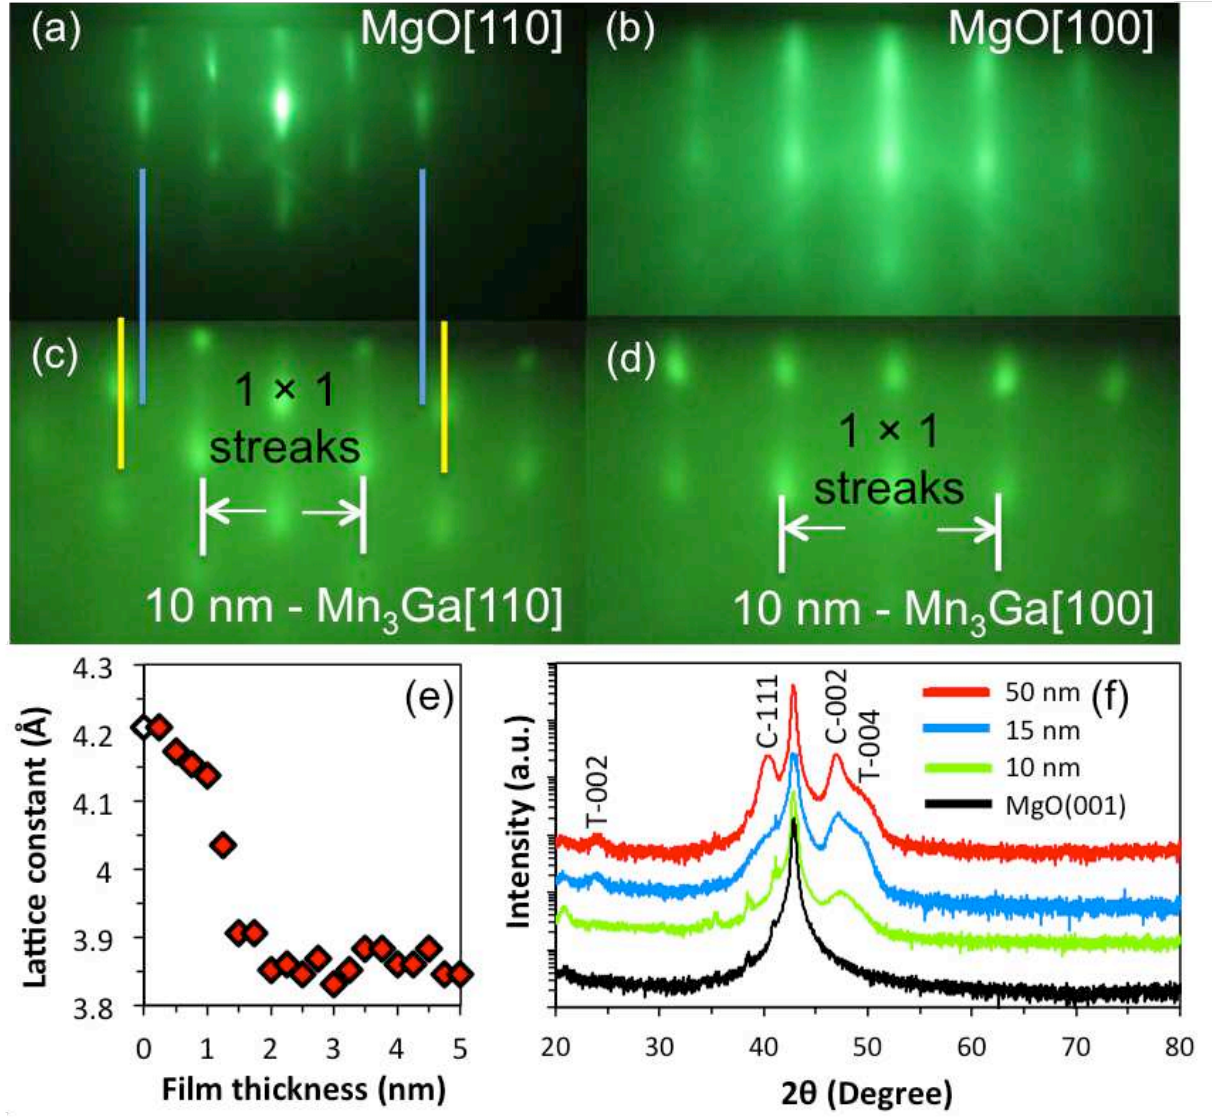 (a) MgO[110]
(b) MgO[100]
(c)
1 × 1
streaks
10 nm - Mn₃Ga[110]
(d)
1 × 1
streaks
10 nm - Mn₃Ga[100]
(e)
4.3
4.2
4.1
4
3.9
3.8
Lattice constant (Å)
0 1 2 3 4 5
Film thickness (nm)
(f)
Intensity (a.u.)
T-002
C-111
C-002
T-004
50 nm
15 nm
10 nm
MgO(001)
20 30 40 50 60 70 80
2θ (Degree)